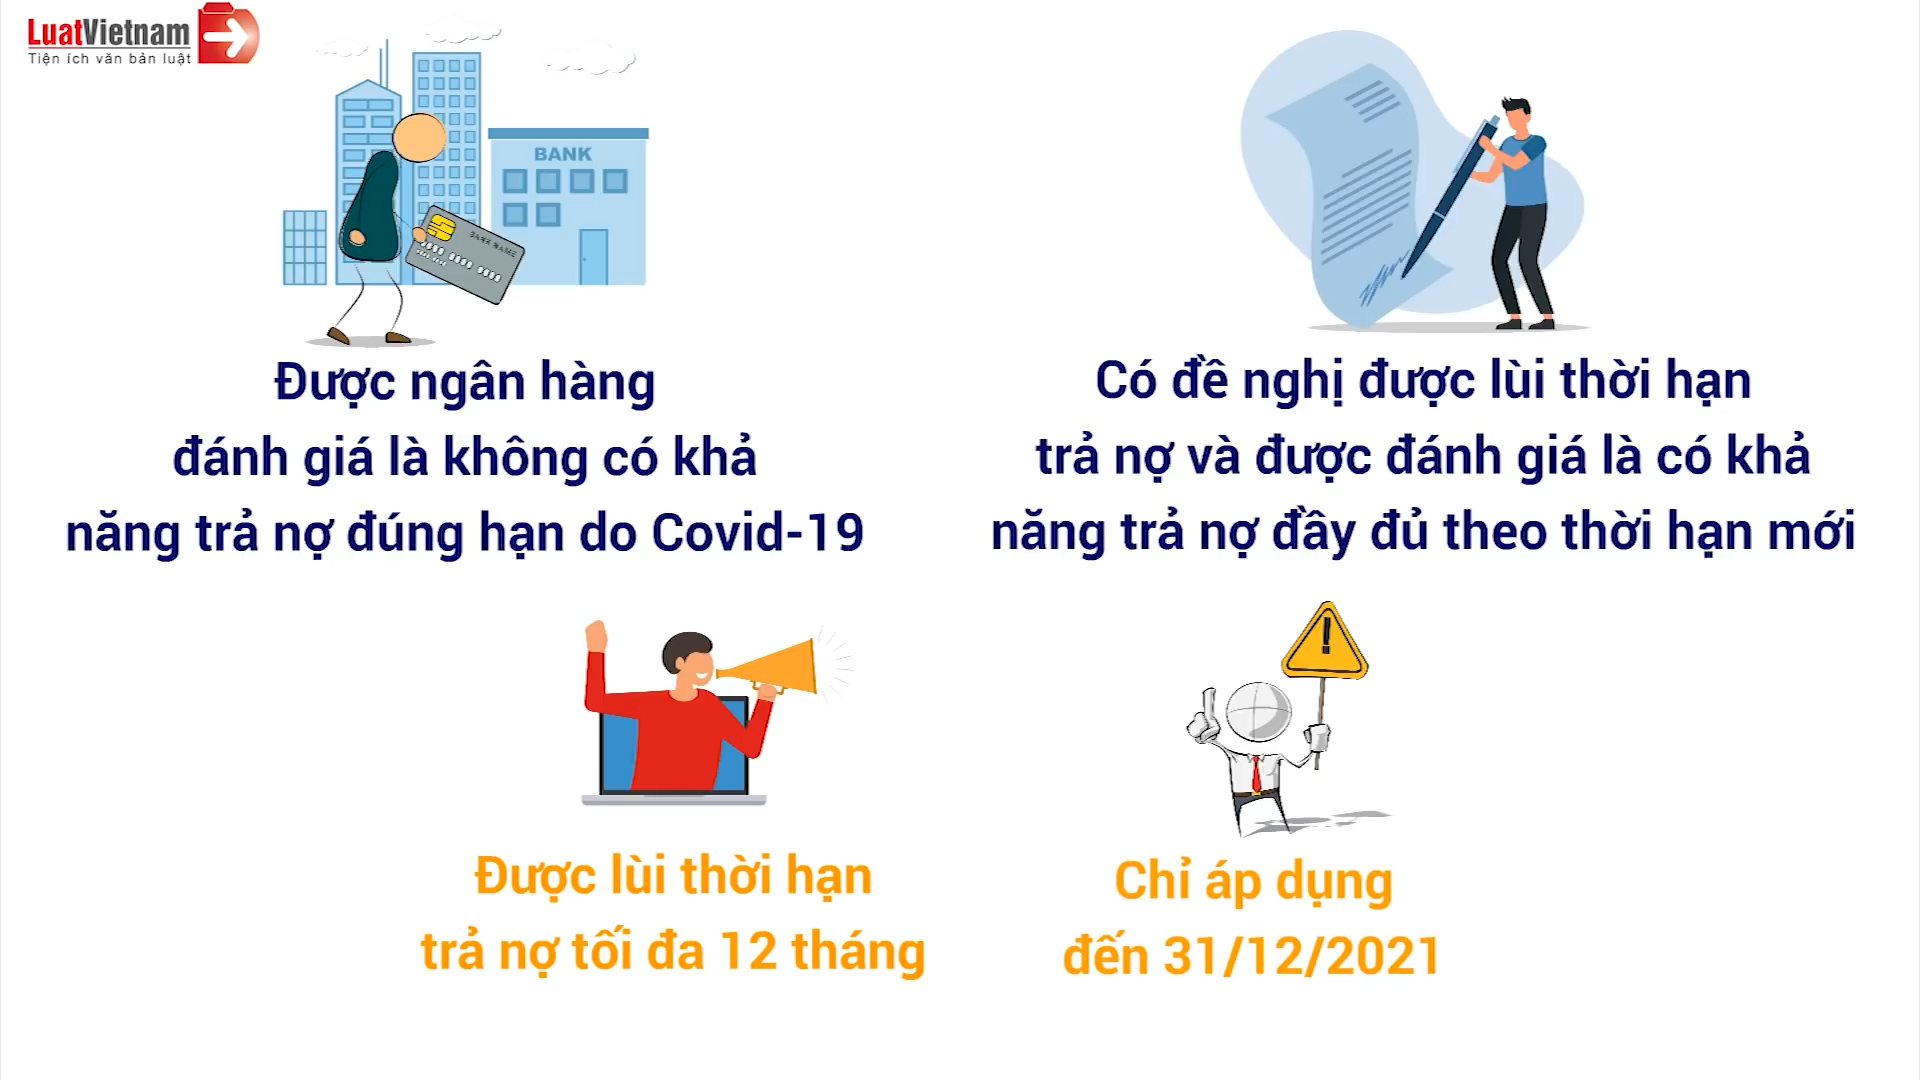 LuatVietnam
Tiện ích văn bản luật
BANK
BANK NAME
Được ngân hàng
đánh giá là không có khả
năng trả nợ đúng hạn do Covid-19
Có đề nghị được lùi thời hạn
trả nợ và được đánh giá là có khả
năng trả nợ đầy đủ theo thời hạn mới
Được lùi thời hạn
trả nợ tối đa 12 tháng
Chỉ áp dụng
đến 31/12/2021